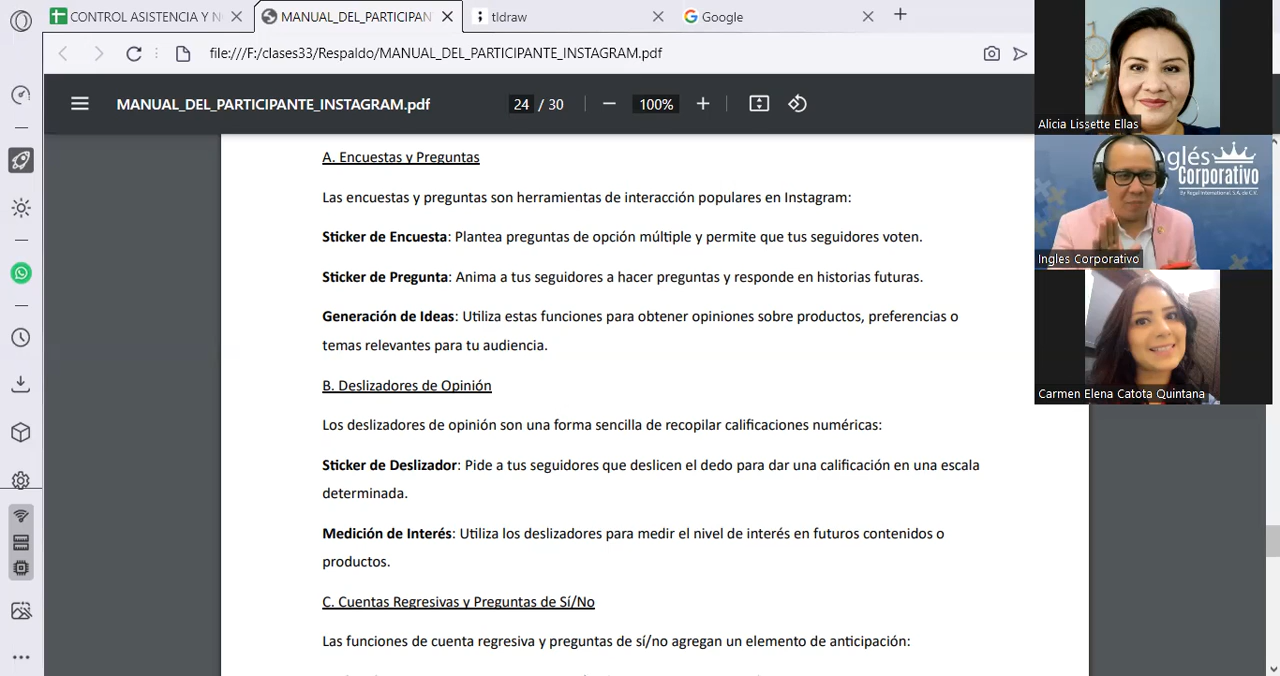 CONTROL ASISTENCIA Y N
MANUAL_DEL_PARTICIPAN
tldraw
Google
file:///F:/clases33/Respaldo/MANUAL_DEL_PARTICIPANTE_INSTAGRAM.pdf
MANUAL_DEL_PARTICIPANTE_INSTAGRAM.pdf
24 / 30
100%
A. Encuestas y Preguntas
Las encuestas y preguntas son herramientas de interacción populares en Instagram:
Sticker de Encuesta: Plantea preguntas de opción múltiple y permite que tus seguidores voten.
Sticker de Pregunta: Anima a tus seguidores a hacer preguntas y responde en historias futuras.
Generación de Ideas: Utiliza estas funciones para obtener opiniones sobre productos, preferencias o
temas relevantes para tu audiencia.
B. Deslizadores de Opinión
Los deslizadores de opinión son una forma sencilla de recopilar calificaciones numéricas:
Sticker de Deslizador: Pide a tus seguidores que deslicen el dedo para dar una calificación en una escala
determinada.
Medición de Interés: Utiliza los deslizadores para medir el nivel de interés en futuros contenidos o
productos.
C. Cuentas Regresivas y Preguntas de Sí/No
Las funciones de cuenta regresiva y preguntas de sí/no agregan un elemento de anticipación:
Alicia Lissette Ellas
glés
Corporativo
By Regal International, S.A. de C.V.
Ingles Corporativo
Carmen Elena Catota Quintana